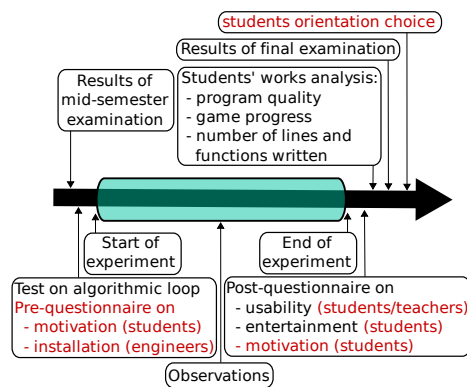 students orientation choice
Results of final examination
Results of
mid-semester
examination
Students' works analysis:
- program quality
- game progress
- number of lines and
functions written
Start of
experiment
End of
experiment
Test on algorithmic loop
Pre-questionnaire on
- motivation (students)
- installation (engineers)
Post-questionnaire on
- usability (students/teachers)
- entertainment (students)
- motivation (students)
Observations